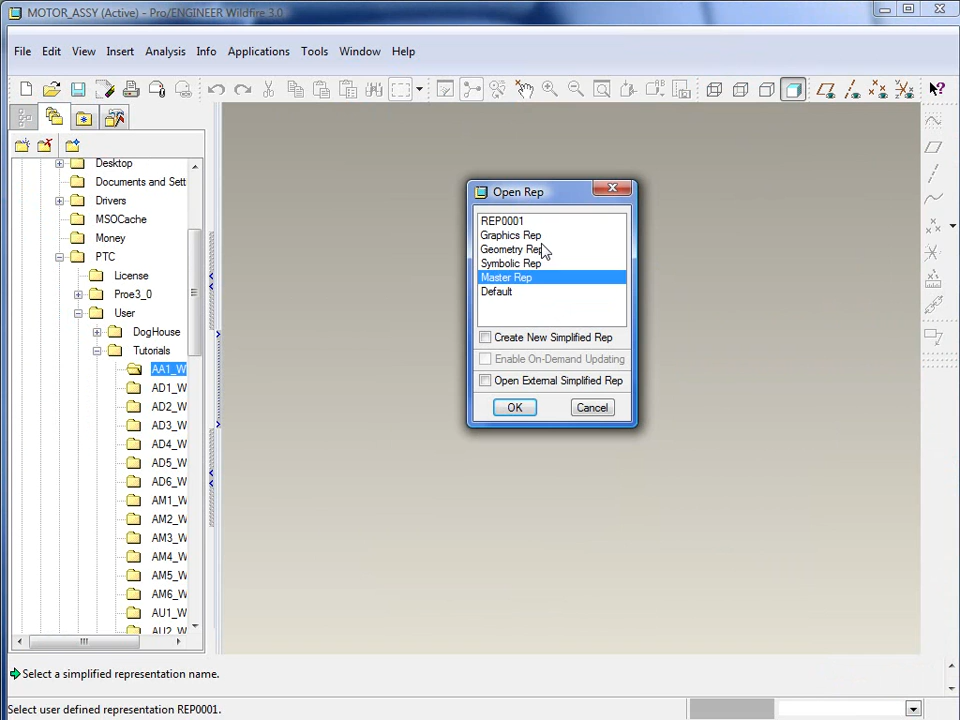 MOTOR_ASSY (Active) - Pro/ENGINEER Wildfire 3.0
File Edit View Insert Analysis Info Applications Tools Window Help
Desktop
Documents and Sett
Drivers
MSOCache
Money
PTC
License
Proe3_0
User
DogHouse
Tutorials
AA1_W
AD1_W
AD2_W
AD3_W
AD4_W
AD5_W
AD6_W
AM1_W
AM2_W
AM3_W
AM4_W
AM5_W
AM6_W
AU1_W
AU2_W
Open Rep
REP0001
Graphics Rep
Geometry Rep
Symbolic Rep
Master Rep
Default
Create New Simplified Rep
Enable On-Demand Updating
Open External Simplified Rep
OK Cancel
Select a simplified representation name.
Select user defined representation REP0001.